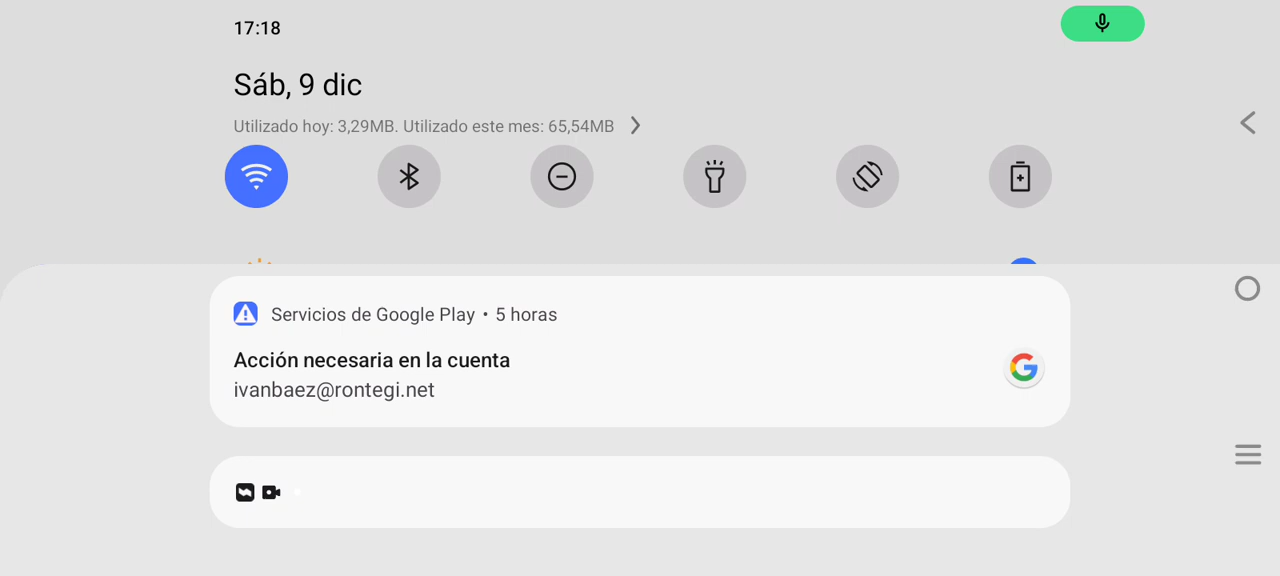 17:18
Sáb, 9 dic
Utilizado hoy: 3,29MB. Utilizado este mes: 65,54MB
Servicios de Google Play • 5 horas
Acción necesaria en la cuenta
ivanbaez@rontegi.net